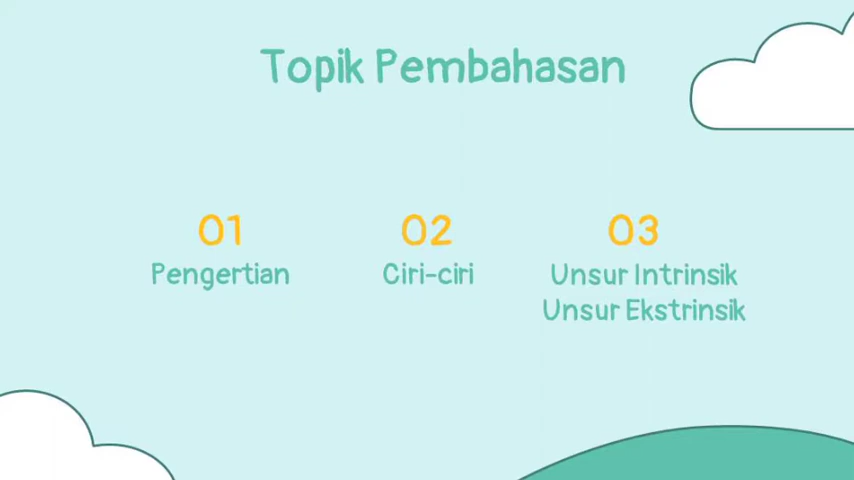 Topik Pembahasan
01
Pengertian
02
Ciri-ciri
03
Unsur Intrinsik
Unsur Ekstrinsik